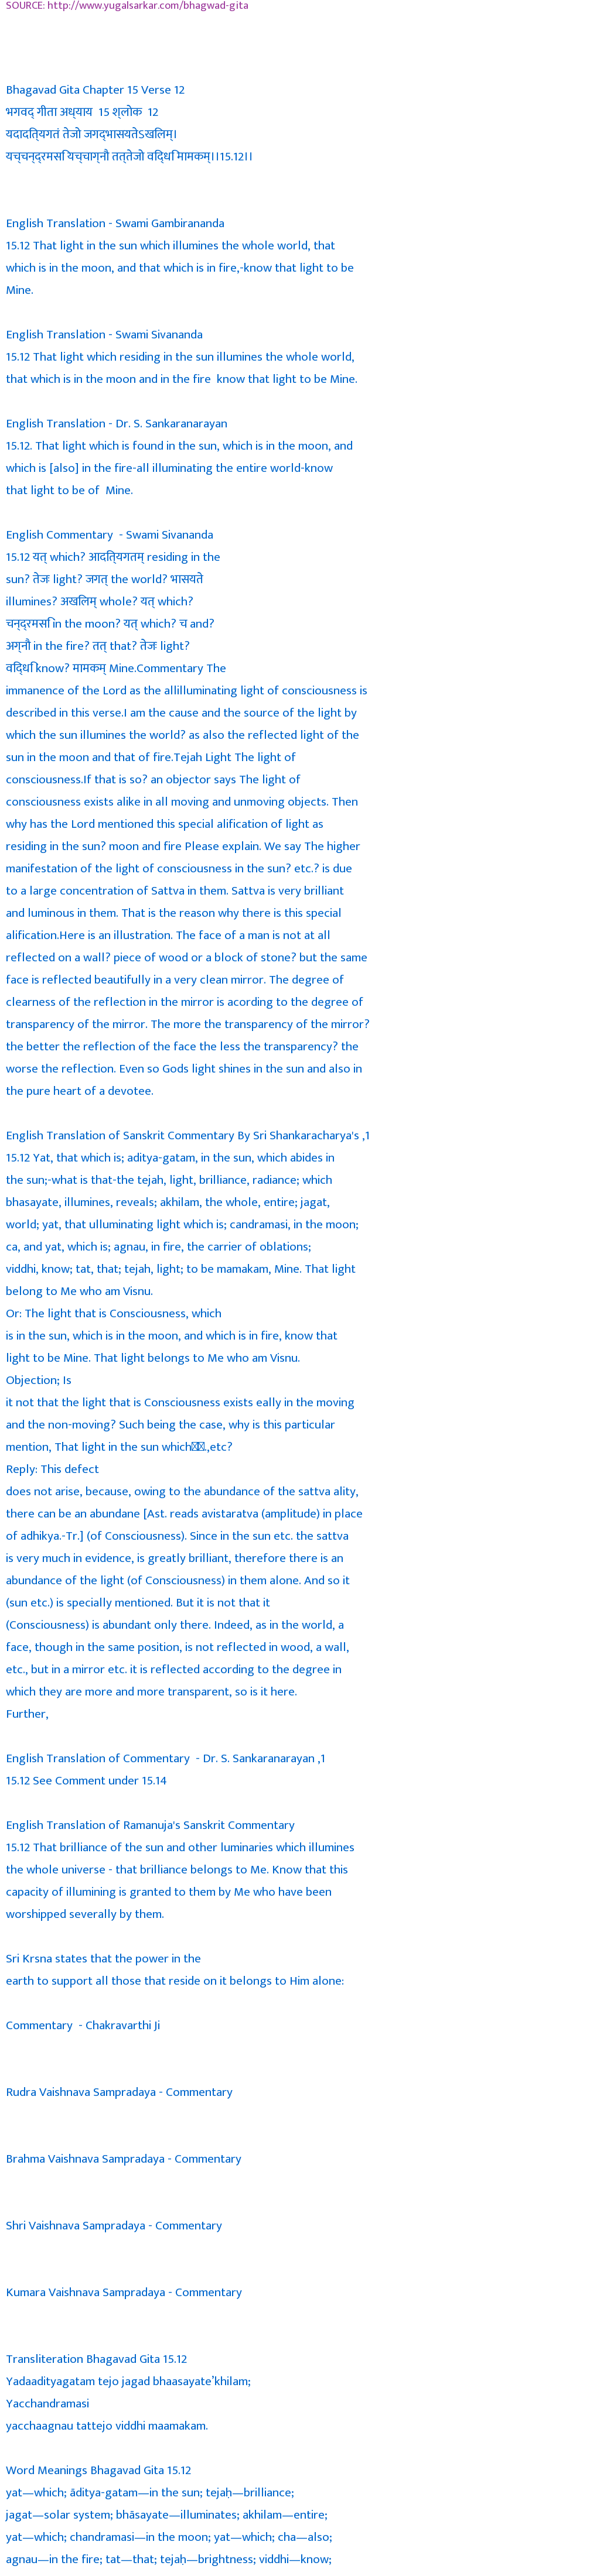 SOURCE: http://www.yugalsarkar.com/bhagwad-gita
Bhagavad Gita Chapter 15 Verse 12
भगवद् गीता अध्याय 15 श्लोक 12
यदादित्यगतं तेजो जगद्भासयतेऽखिलम्।
यच्चन्द्रमसि यच्चाग्नौ तत्तेजो विद्धि मामकम्।।15.12।।
English Translation - Swami Gambirananda
15.12 That light in the sun which illumines the whole world, that
which is in the moon, and that which is in fire,-know that light to be
Mine.
English Translation - Swami Sivananda
15.12 That light which residing in the sun illumines the whole world,
that which is in the moon and in the fire know that light to be Mine.
English Translation - Dr. S. Sankaranarayan
15.12. That light which is found in the sun, which is in the moon, and
which is [also] in the fire-all illuminating the entire world-know
that light to be of Mine.
English Commentary - Swami Sivananda
15.12 यत् which? आदित्यगतम् residing in the
sun? तेजः light? जगत् the world? भासयते
illumines? अखिलम् whole? यत् which?
चन्द्रमसि in the moon? यत् which? च and?
अग्नौ in the fire? तत् that? तेजः light?
विद्धि know? मामकम् Mine.Commentary The
immanence of the Lord as the allilluminating light of consciousness is
described in this verse.I am the cause and the source of the light by
which the sun illumines the world? as also the reflected light of the
sun in the moon and that of fire.Tejah Light The light of
consciousness.If that is so? an objector says The light of
consciousness exists alike in all moving and unmoving objects. Then
why has the Lord mentioned this special alification of light as
residing in the sun? moon and fire Please explain. We say The higher
manifestation of the light of consciousness in the sun? etc.? is due
to a large concentration of Sattva in them. Sattva is very brilliant
and luminous in them. That is the reason why there is this special
alification.Here is an illustration. The face of a man is not at all
reflected on a wall? piece of wood or a block of stone? but the same
face is reflected beautifully in a very clean mirror. The degree of
clearness of the reflection in the mirror is acording to the degree of
transparency of the mirror. The more the transparency of the mirror?
the better the reflection of the face the less the transparency? the
worse the reflection. Even so Gods light shines in the sun and also in
the pure heart of a devotee.
English Translation of Sanskrit Commentary By Sri Shankaracharya's ,1
15.12 Yat, that which is; aditya-gatam, in the sun, which abides in
the sun;-what is that-the tejah, light, brilliance, radiance; which
bhasayate, illumines, reveals; akhilam, the whole, entire; jagat,
world; yat, that ulluminating light which is; candramasi, in the moon;
ca, and yat, which is; agnau, in fire, the carrier of oblations;
viddhi, know; tat, that; tejah, light; to be mamakam, Mine. That light
belong to Me who am Visnu.
Or: The light that is Consciousness, which
is in the sun, which is in the moon, and which is in fire, know that
light to be Mine. That light belongs to Me who am Visnu.
Objection; Is
it not that the light that is Consciousness exists eally in the moving
and the non-moving? Such being the case, why is this particular
mention, That light in the sun which.,etc?
Reply: This defect
does not arise, because, owing to the abundance of the sattva ality,
there can be an abundane [Ast. reads avistaratva (amplitude) in place
of adhikya.-Tr.] (of Consciousness). Since in the sun etc. the sattva
is very much in evidence, is greatly brilliant, therefore there is an
abundance of the light (of Consciousness) in them alone. And so it
(sun etc.) is specially mentioned. But it is not that it
(Consciousness) is abundant only there. Indeed, as in the world, a
face, though in the same position, is not reflected in wood, a wall,
etc., but in a mirror etc. it is reflected according to the degree in
which they are more and more transparent, so is it here.
Further,
English Translation of Commentary - Dr. S. Sankaranarayan ,1
15.12 See Comment under 15.14
English Translation of Ramanuja's Sanskrit Commentary
15.12 That brilliance of the sun and other luminaries which illumines
the whole universe - that brilliance belongs to Me. Know that this
capacity of illumining is granted to them by Me who have been
worshipped severally by them.
Sri Krsna states that the power in the
earth to support all those that reside on it belongs to Him alone:
Commentary - Chakravarthi Ji
Rudra Vaishnava Sampradaya - Commentary
Brahma Vaishnava Sampradaya - Commentary
Shri Vaishnava Sampradaya - Commentary
Kumara Vaishnava Sampradaya - Commentary
Transliteration Bhagavad Gita 15.12
Yadaadityagatam tejo jagad bhaasayate’khilam;
Yacchandramasi
yacchaagnau tattejo viddhi maamakam.
Word Meanings Bhagavad Gita 15.12
yat—which; āditya-gatam—in the sun; tejaḥ—brilliance;
jagat—solar system; bhāsayate—illuminates; akhilam—entire;
yat—which; chandramasi—in the moon; yat—which; cha—also;
agnau—in the fire; tat—that; tejaḥ—brightness; viddhi—know;